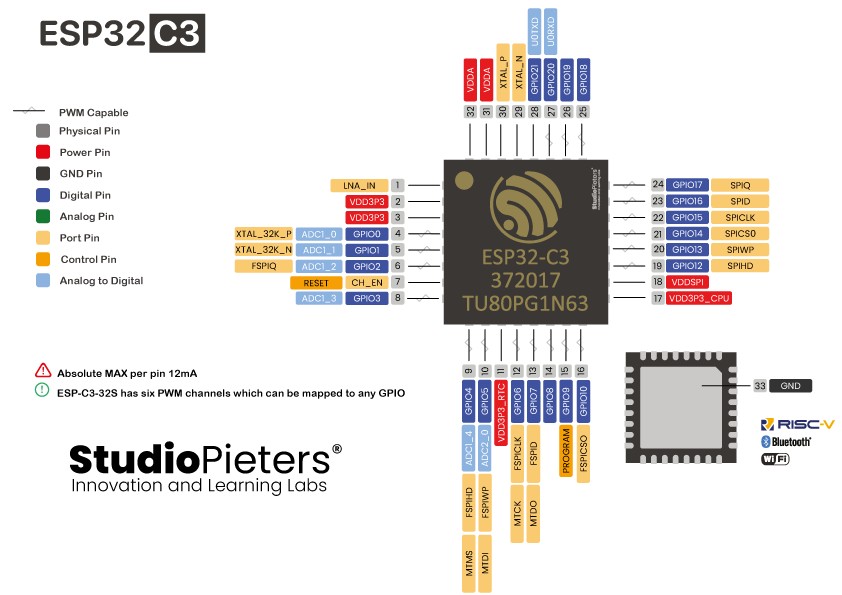 ESP32 C3
PWM Capable
Physical Pin
Power Pin
GND Pin
Digital Pin
Analog Pin
Port Pin
Control Pin
Analog to Digital
U0TXD
U0RXD
VDDA
VDDA
XTAL_P
XTAL_N
GPIO21
GPIO20
GPIO19
GPIO18
32
31
30
29
28
27
26
25
LNA_IN 1
VDD3P3 2
VDD3P3 3
XTAL_32K_P ADC1_0 GPIO0 4
XTAL_32K_N ADC1_1 GPIO1 5
FSPIQ ADC1_2 GPIO2 6
RESET CH_EN 7
ADC1_3 GPIO3 8
StudioPieters®
ESP32-C3
372017
TU80PG1N63
24 GPIO17 SPIQ
23 GPIO16 SPID
22 GPIO15 SPICLK
21 GPIO14 SPICS0
20 GPIO13 SPIWP
19 GPIO12 SPIHD
18 VDDSPI
17 VDD3P3_CPU
9
10
11
12
13
14
15
16
GPIO4
GPIO5
VDD3P3_RTC
GPIO6
GPIO7
GPIO8
GPIO9
GPIO10
ADC1_4
ADC2_0
FSPICLK
FSPID
PROGRAM
FSPICSO
FSPIHD
FSPIWP
MTCK
MTDO
MTMS
MTDI
33 GND
Absolute MAX per pin 12mA
ESP-C3-32S has six PWM channels which can be mapped to any GPIO
StudioPieters®
Innovation and Learning Labs
RISC-V
Bluetooth
WiFi